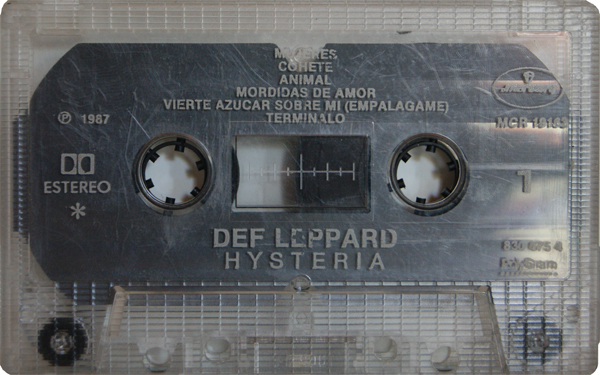 MUJERES
COHETE
ANIMAL
MORDIDAS DE AMOR
VIERTE AZUCAR SOBRE MI (EMPALAGAME)
TERMINALO
Ⓟ 1987
ESTEREO
*
1
DEF LEPPARD
HYSTERIA
PolyGram